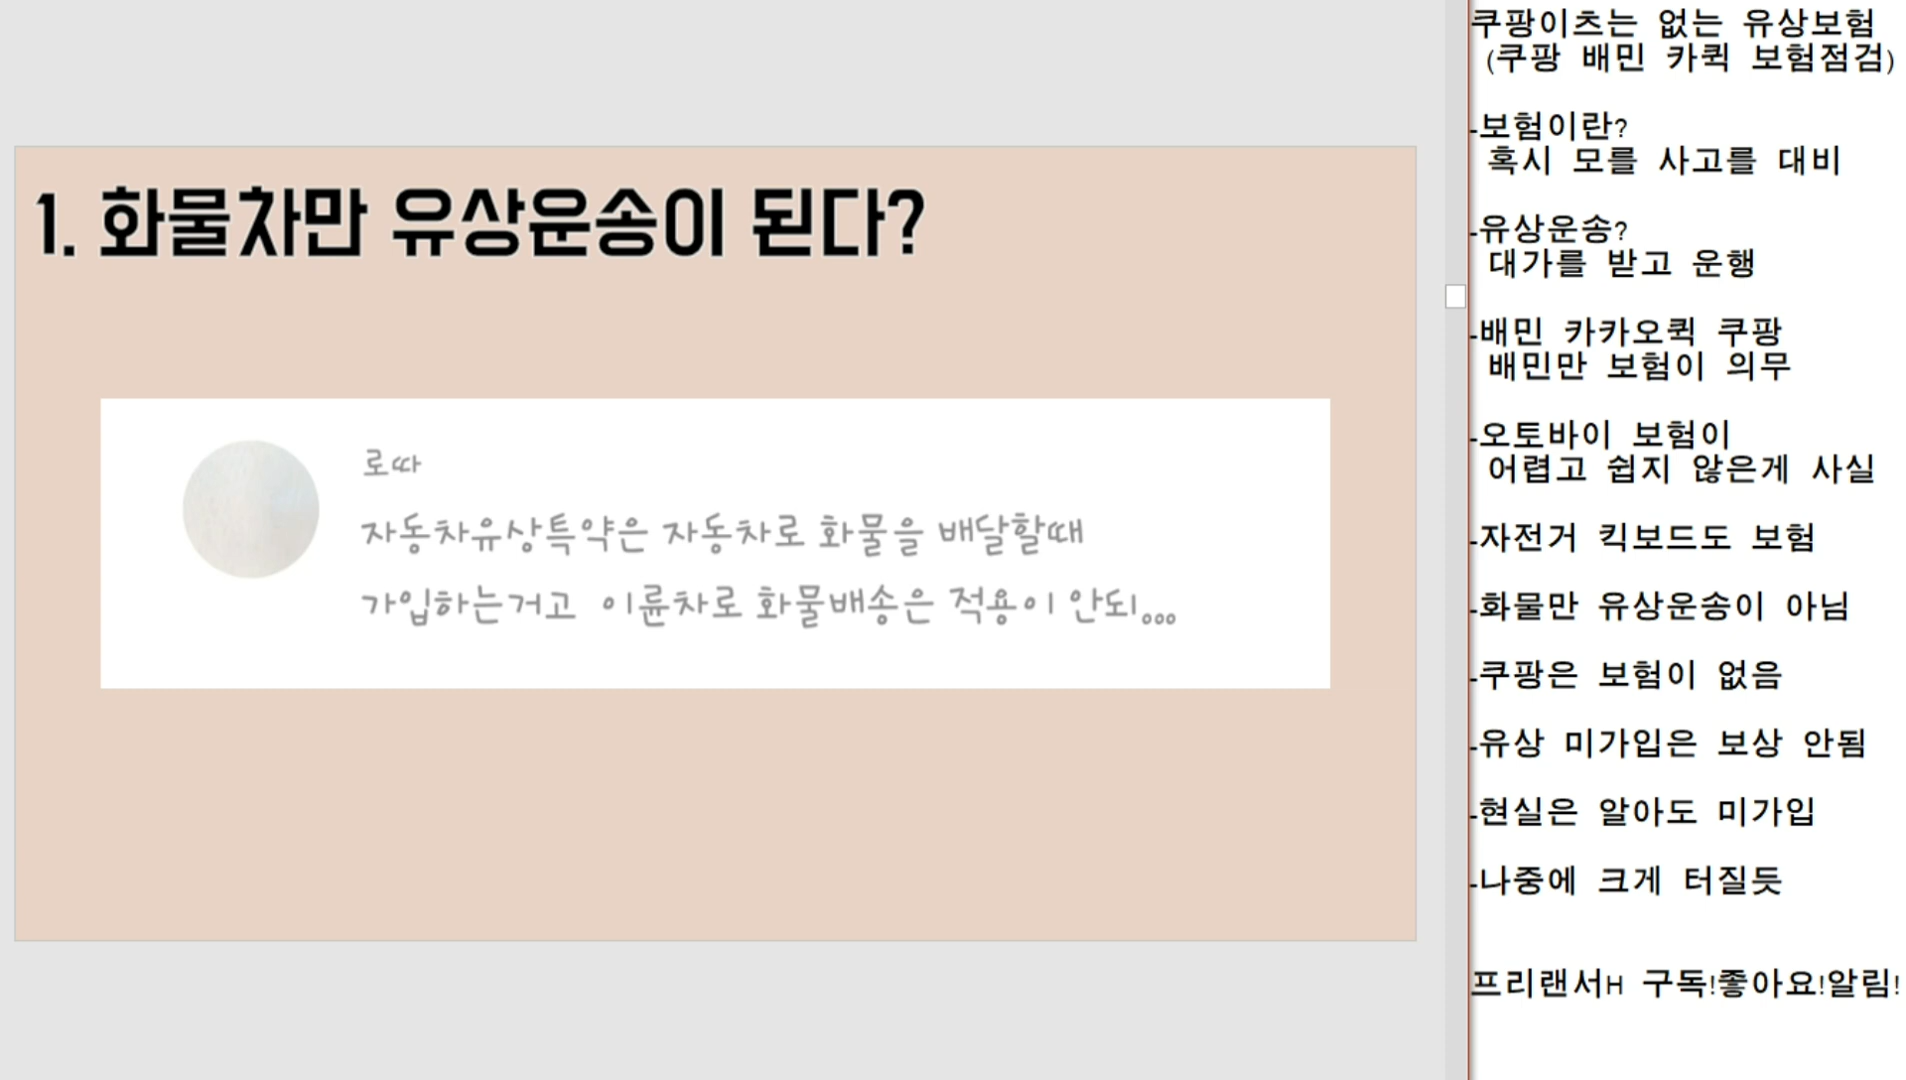 1. 화물차만 유상운송이 된다?
로따
자동차유상특약은 자동차로 화물을 배달할때
가입하는거고 이륜차로 화물배송은 적용이 안되...
쿠팡이츠는 없는 유상보험
(쿠팡 배민 카퀵 보험점검)
-보험이란?
혹시 모를 사고를 대비
-유상운송?
대가를 받고 운행
-배민 카카오퀵 쿠팡
배민만 보험이 의무
-오토바이 보험이
어렵고 쉽지 않은게 사실
-자전거 킥보드도 보험
-화물만 유상운송이 아님
-쿠팡은 보험이 없음
-유상 미가입은 보상 안됨
-현실은 알아도 미가입
-나중에 크게 터질듯
프리랜서H 구독!좋아요!알림!